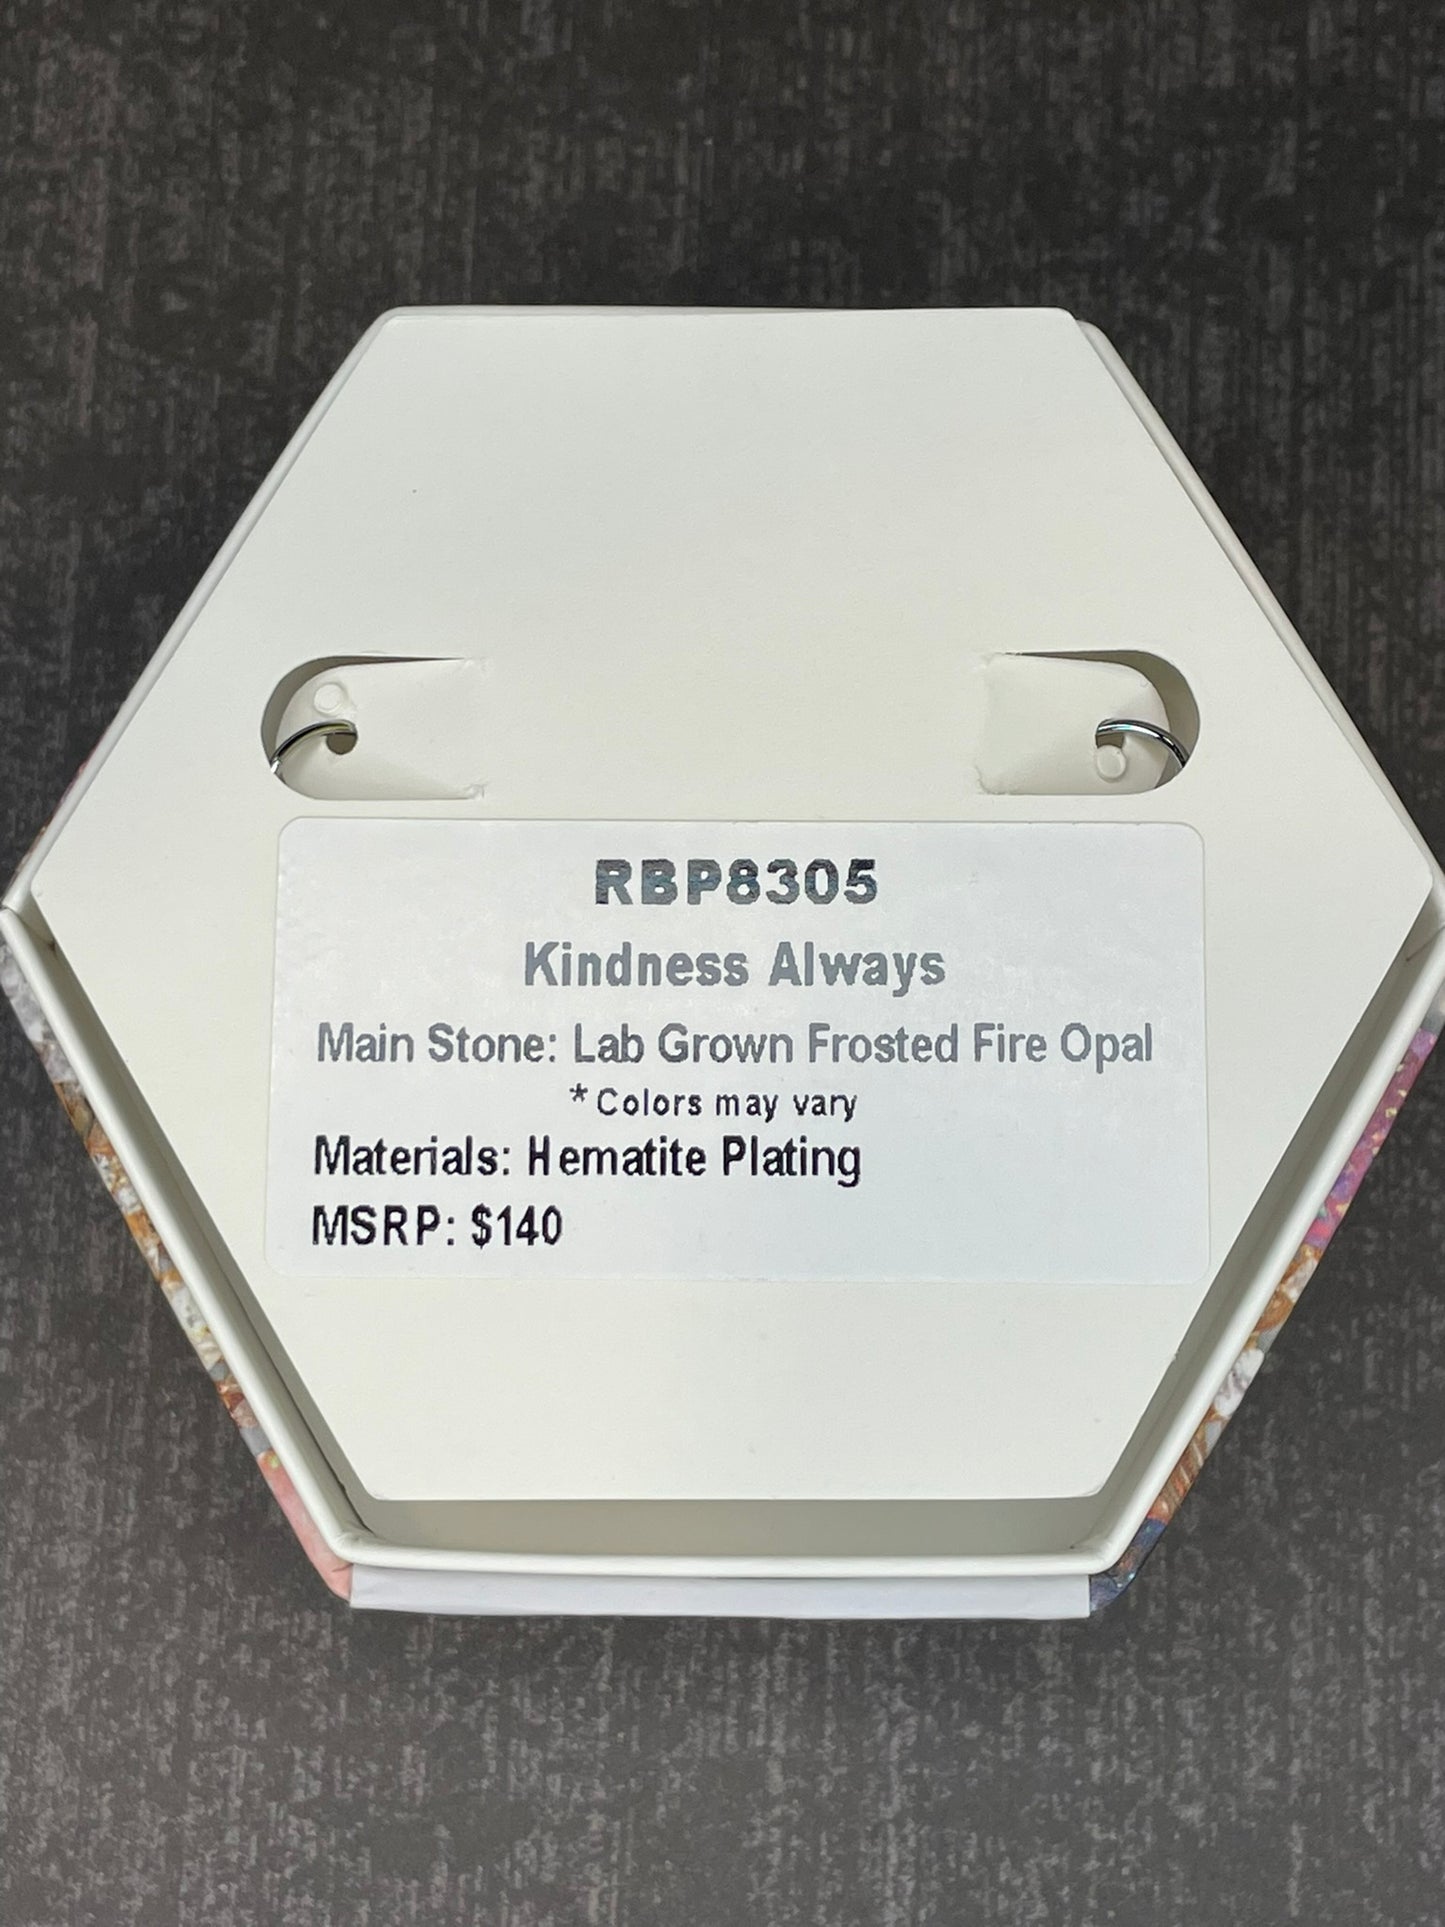 RBP8305
Kindness Always
Main Stone: Lab Grown Frosted Fire Opal
*Colors may vary
Materials: Hematite Plating
MSRP: $140